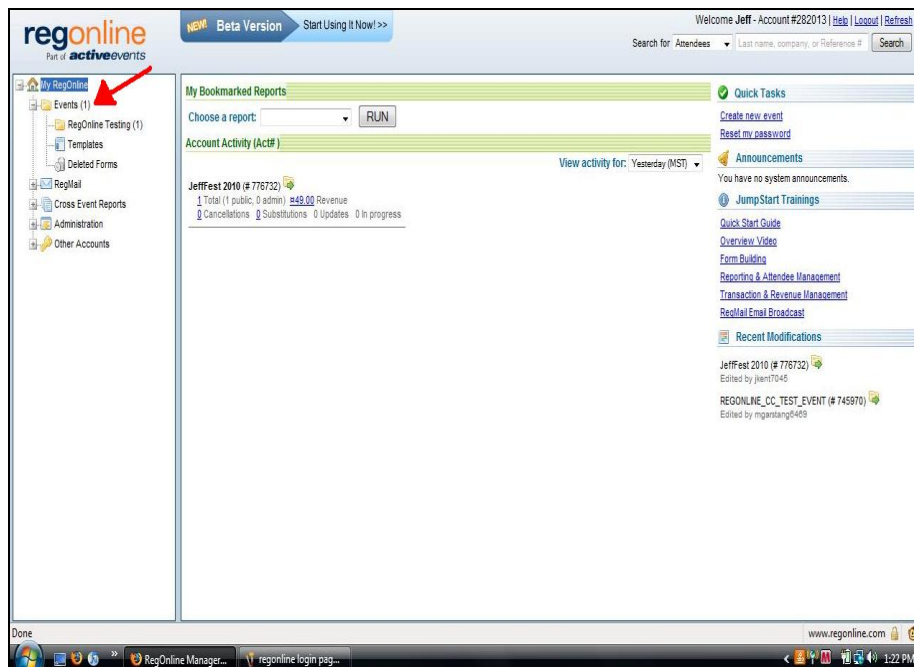 regonline
Part of activeevents
NEW! Beta Version Start Using It Now! >>
Welcome Jeff - Account #282013 | Help | Logout | Refresh
Search for Attendees Last name, company, or Reference # Search
My RegOnline
Events (1)
RegOnline Testing (1)
Templates
Deleted Forms
RegMail
Cross Event Reports
Administration
Other Accounts
My Bookmarked Reports
Choose a report: RUN
Account Activity (Act# )
View activity for: Yesterday (MST)
JeffFest 2010 (# 776732)
1 Total (1 public, 0 admin) ¤49.00 Revenue
0 Cancellations 0 Substitutions 0 Updates 0 In progress
Quick Tasks
Create new event
Reset my password
Announcements
You have no system announcements.
JumpStart Trainings
Quick Start Guide
Overview Video
Form Building
Reporting & Attendee Management
Transaction & Revenue Management
RegMail Email Broadcast
Recent Modifications
JeffFest 2010 (# 776732)
Edited by jkent7045
REGONLINE_CC_TEST_EVENT (# 745970)
Edited by mgarstang6469
Done
www.regonline.com
RegOnline Manager...
regonline login pag...
1:22 PM